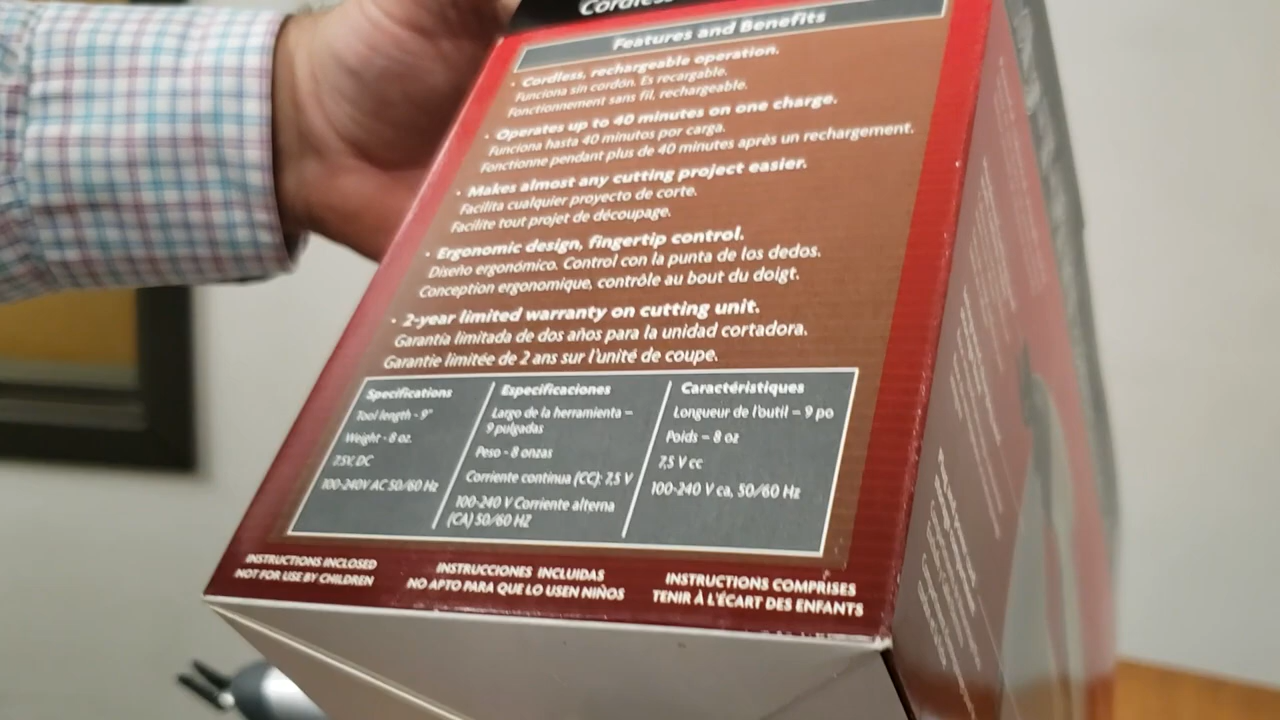 Cordless
Features and Benefits
• Cordless, rechargeable operation.
Funciona sin cordón. Es recargable.
Fonctionnement sans fil, rechargeable.
• Operates up to 40 minutes on one charge.
Funciona hasta 40 minutos por carga.
Fonctionne pendant plus de 40 minutes après un rechargement.
• Makes almost any cutting project easier.
Facilita cualquier proyecto de corte.
Facilite tout projet de découpage.
• Ergonomic design, fingertip control.
Diseño ergonómico. Control con la punta de los dedos.
Conception ergonomique, contrôle au bout du doigt.
• 2-year limited warranty on cutting unit.
Garantía limitada de dos años para la unidad cortadora.
Garantie limitée de 2 ans sur l'unité de coupe.
Specifications
Tool length - 9"
Weight - 8 oz.
7.5V, DC
100-240V AC 50/60 Hz
Especificaciones
Largo de la herramienta =
9 pulgadas
Peso - 8 onzas
Corriente continua (CC): 7,5 V
100-240 V Corriente alterna
(CA) 50/60 HZ
Caractéristiques
Longueur de l'outil = 9 po
Poids = 8 oz
7,5 V cc
100-240 V ca, 50/60 Hz
INSTRUCTIONS INCLOSED
NOT FOR USE BY CHILDREN
INSTRUCCIONES INCLUIDAS
NO APTO PARA QUE LO USEN NIÑOS
INSTRUCTIONS COMPRISES
TENIR À L'ÉCART DES ENFANTS